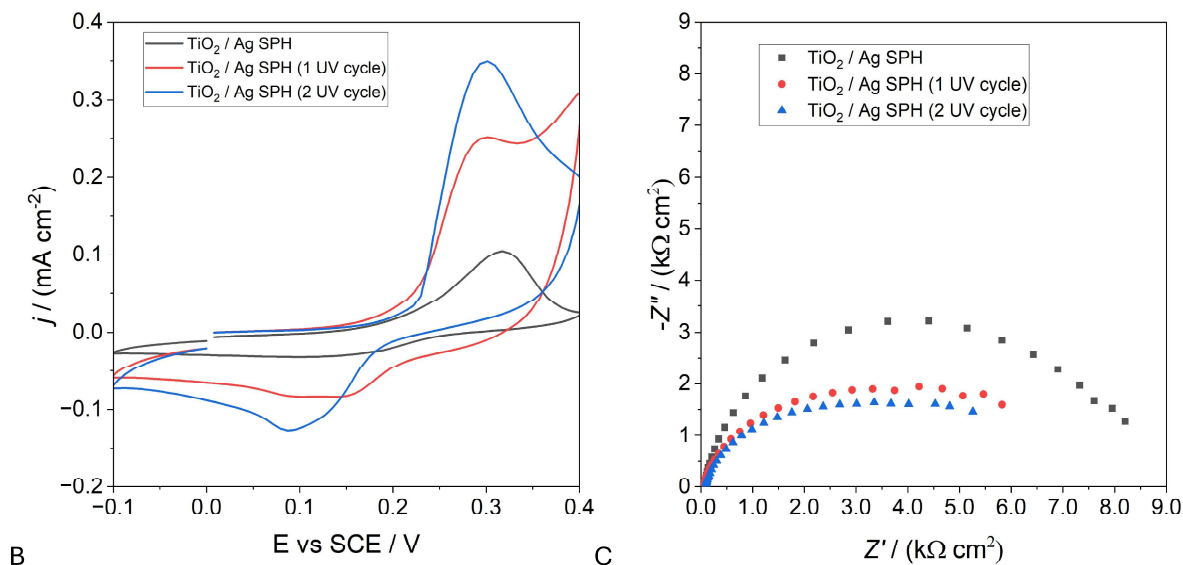 0.4
0.3
0.2
0.1
0.0
−0.1
−0.2
j / (mA cm-2)
TiO2 / Ag SPH
TiO2 / Ag SPH (1 UV cycle)
TiO2 / Ag SPH (2 UV cycle)
−0.1 0.0 0.1 0.2 0.3 0.4
E vs SCE / V
B
9
8
7
6
5
4
3
2
1
0
-Z" / (kΩ cm2)
TiO2 / Ag SPH
TiO2 / Ag SPH (1 UV cycle)
TiO2 / Ag SPH (2 UV cycle)
0.0 1.0 2.0 3.0 4.0 5.0 6.0 7.0 8.0 9.0
Z' / (kΩ cm2)
C